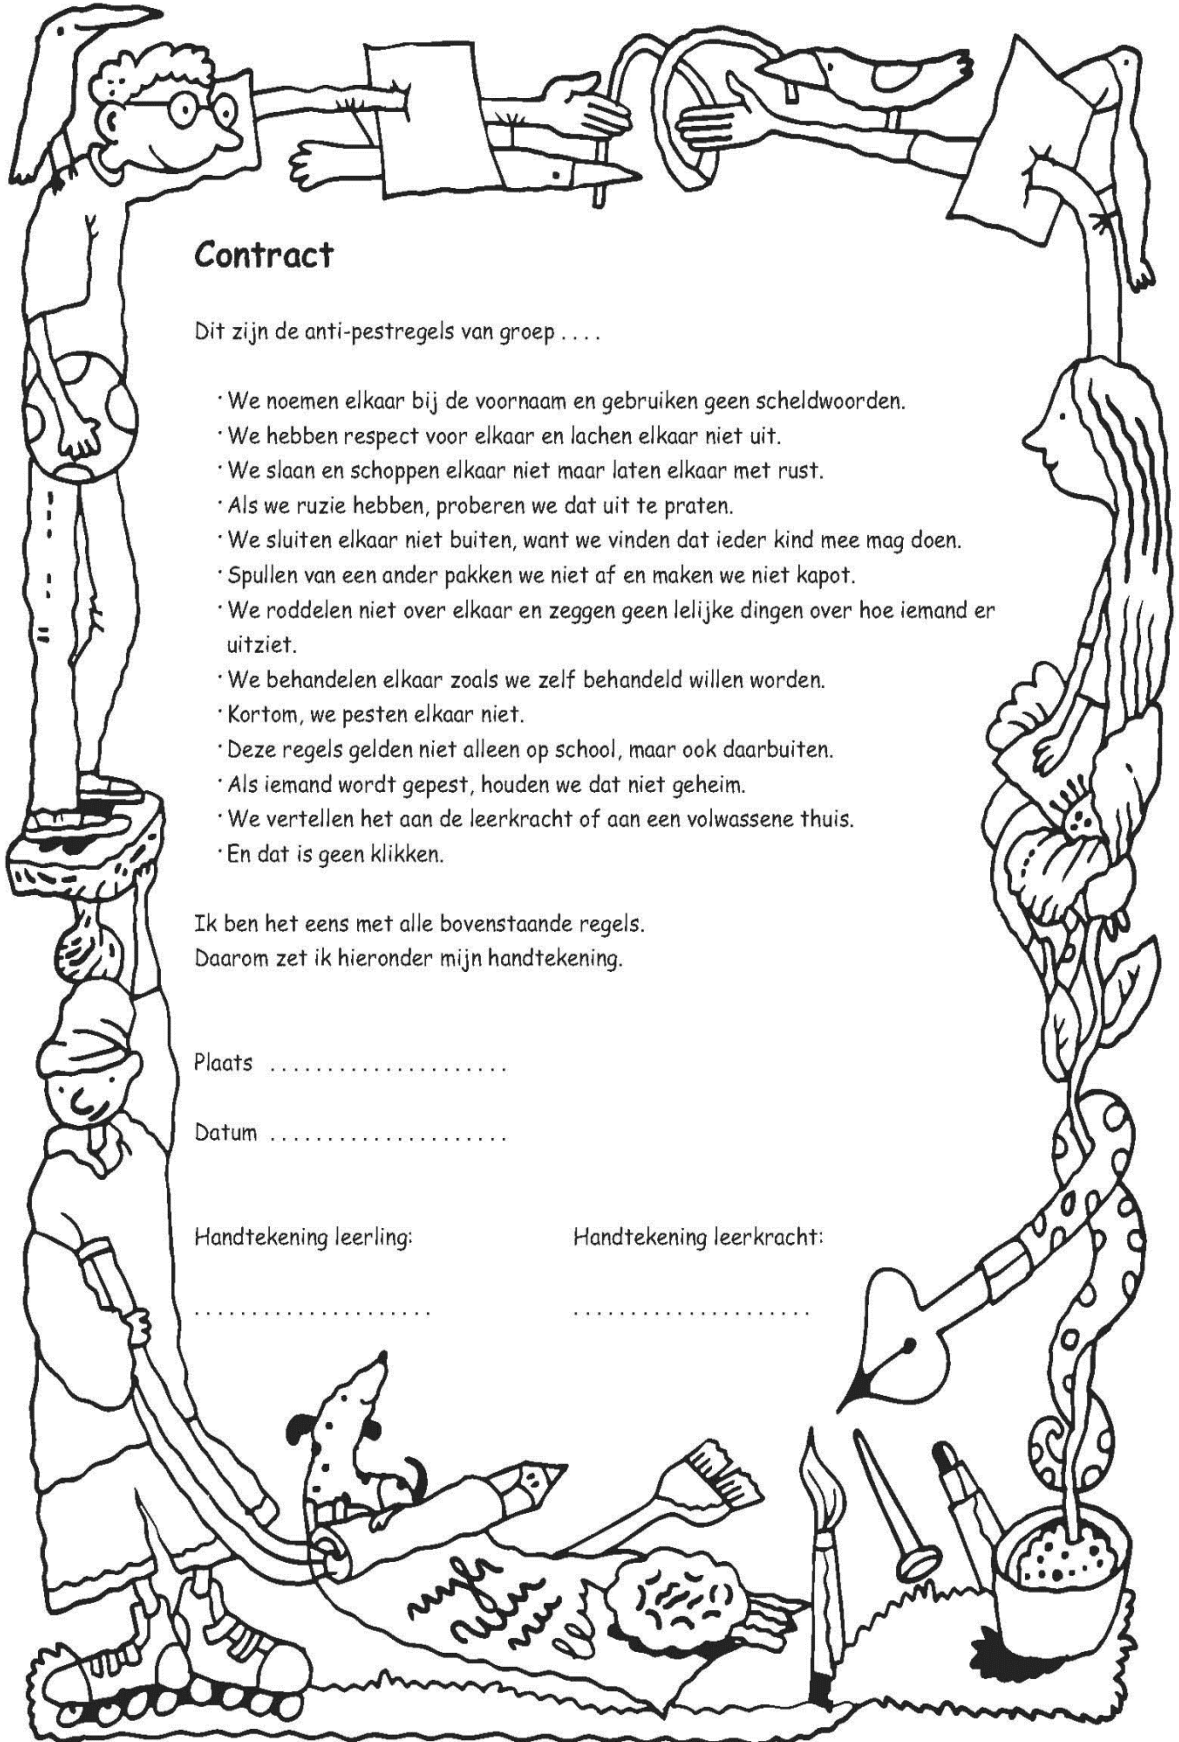 Contract
Dit zijn de anti-pestregels van groep . . . .
· We noemen elkaar bij de voornaam en gebruiken geen scheldwoorden.
· We hebben respect voor elkaar en lachen elkaar niet uit.
· We slaan en schoppen elkaar niet maar laten elkaar met rust.
· Als we ruzie hebben, proberen we dat uit te praten.
· We sluiten elkaar niet buiten, want we vinden dat ieder kind mee mag doen.
· Spullen van een ander pakken we niet af en maken we niet kapot.
· We roddelen niet over elkaar en zeggen geen lelijke dingen over hoe iemand er
uitziet.
· We behandelen elkaar zoals we zelf behandeld willen worden.
· Kortom, we pesten elkaar niet.
· Deze regels gelden niet alleen op school, maar ook daarbuiten.
· Als iemand wordt gepest, houden we dat niet geheim.
· We vertellen het aan de leerkracht of aan een volwassene thuis.
· En dat is geen klikken.
Ik ben het eens met alle bovenstaande regels.
Daarom zet ik hieronder mijn handtekening.
Plaats . . . . . . . . . . . . . . . . . . . . .
Datum . . . . . . . . . . . . . . . . . . . . .
Handtekening leerling: Handtekening leerkracht:
. . . . . . . . . . . . . . . . . . . . . . . . . . . . . . . . . . . . . . . . . .